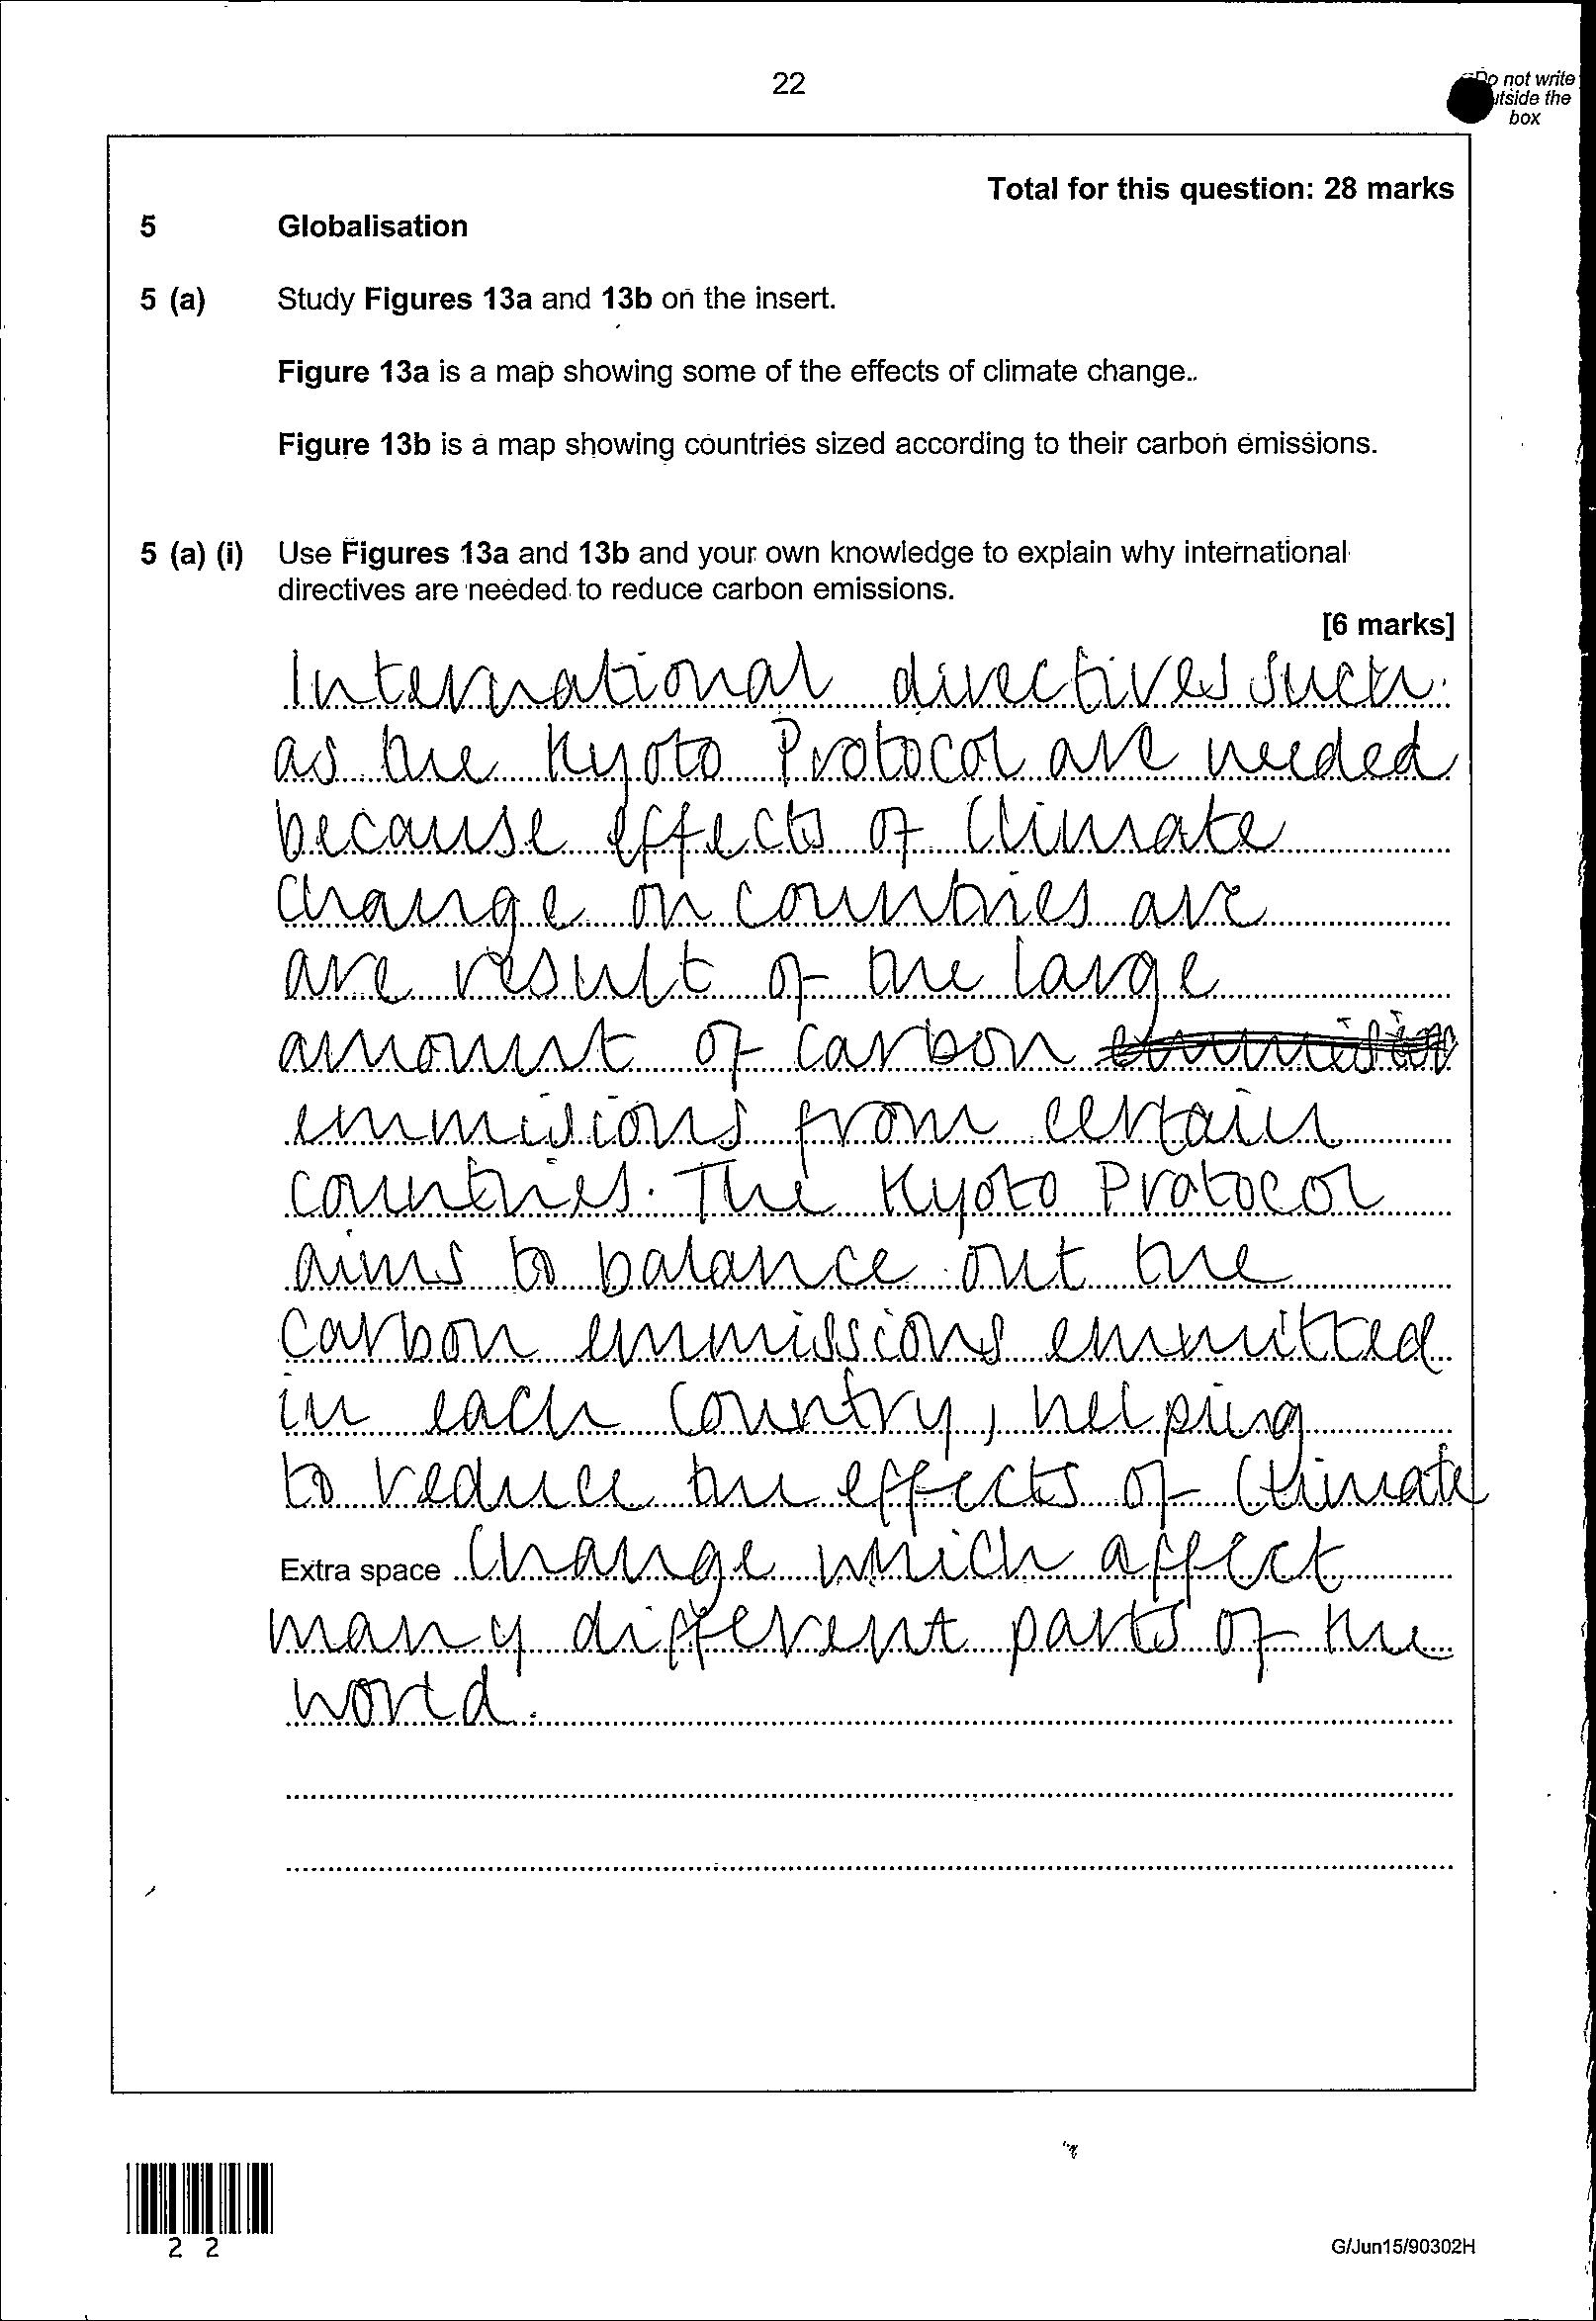 22
Do not write
outside the
box
Total for this question: 28 marks
5 Globalisation
5 (a) Study Figures 13a and 13b on the insert.
Figure 13a is a map showing some of the effects of climate change..
Figure 13b is a map showing countries sized according to their carbon emissions.
5 (a) (i) Use Figures 13a and 13b and your own knowledge to explain why international
directives are needed to reduce carbon emissions.
[6 marks]
International directives such
as the Kyoto Protocol are needed
because effects of climate
change on countries are
are result of the large
amount of carbon
emmisions from certain
countries. The Kyoto Protocol
aims to balance out the
carbon emmissions emmitted
in each country, helping
to reduce the effects of climate
Extra space change which affect
many different parts of the
world.
2 2
G/Jun15/90302H